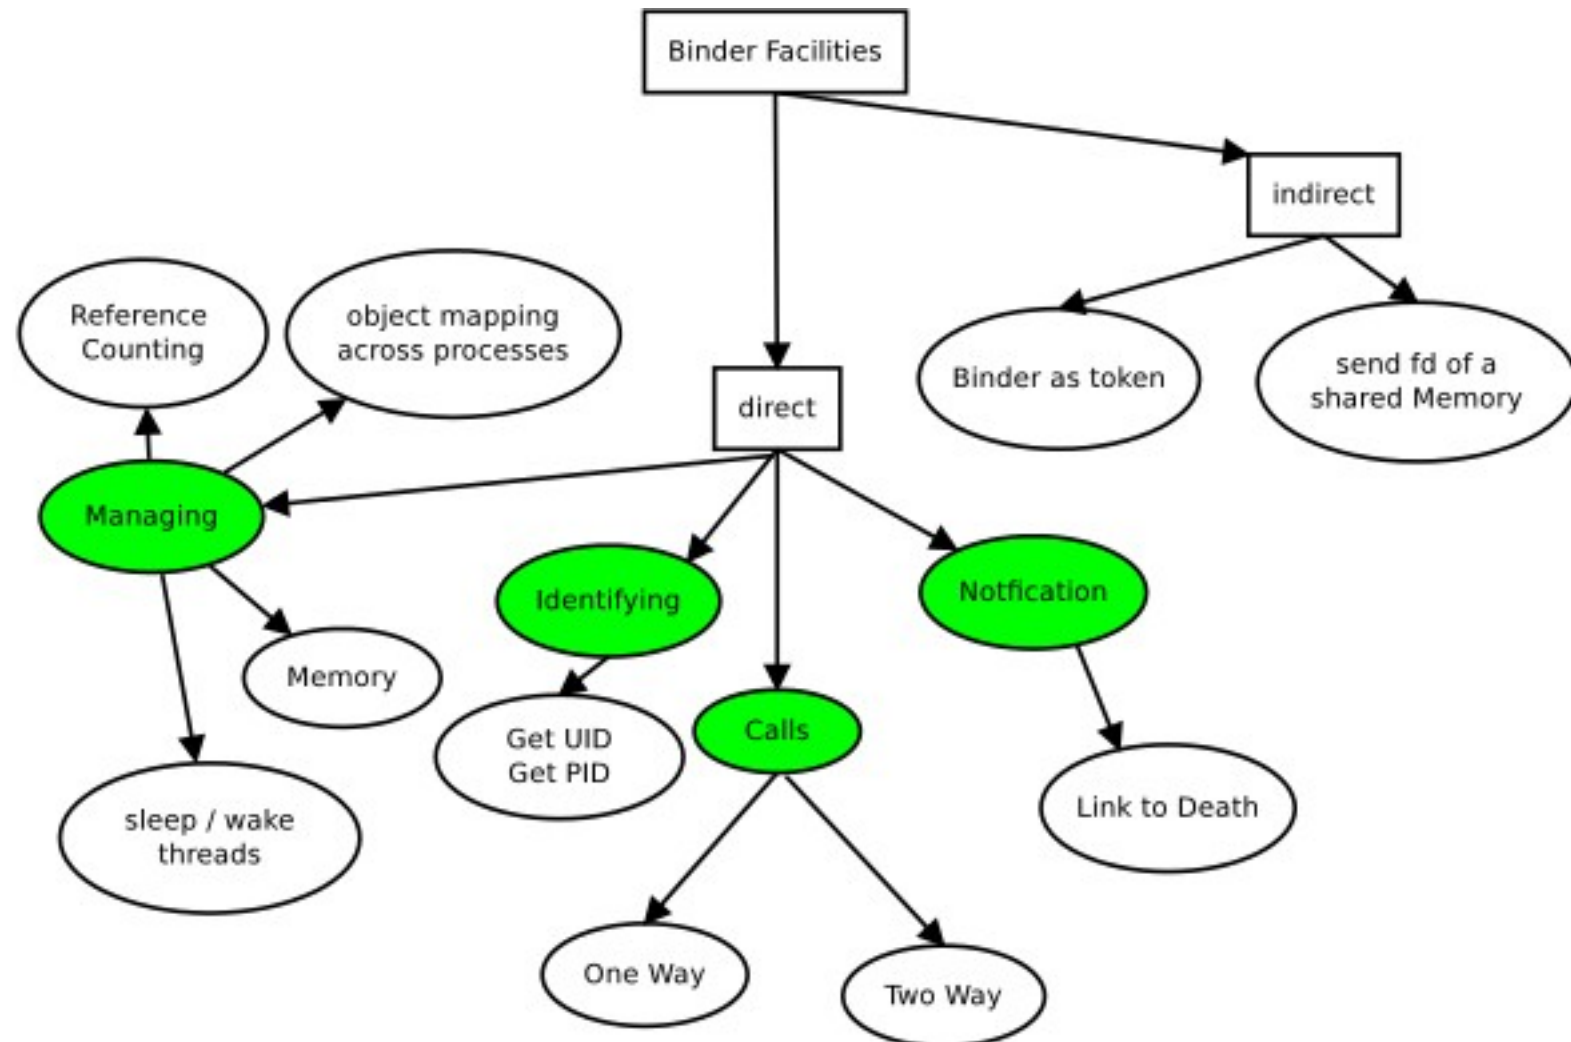 Binder Facilities
indirect
Reference
Counting
object mapping
across processes
Binder as token
send fd of a
shared Memory
direct
Managing
Identifying
Notfication
Memory
Get UID
Get PID
Calls
Link to Death
sleep / wake
threads
One Way
Two Way